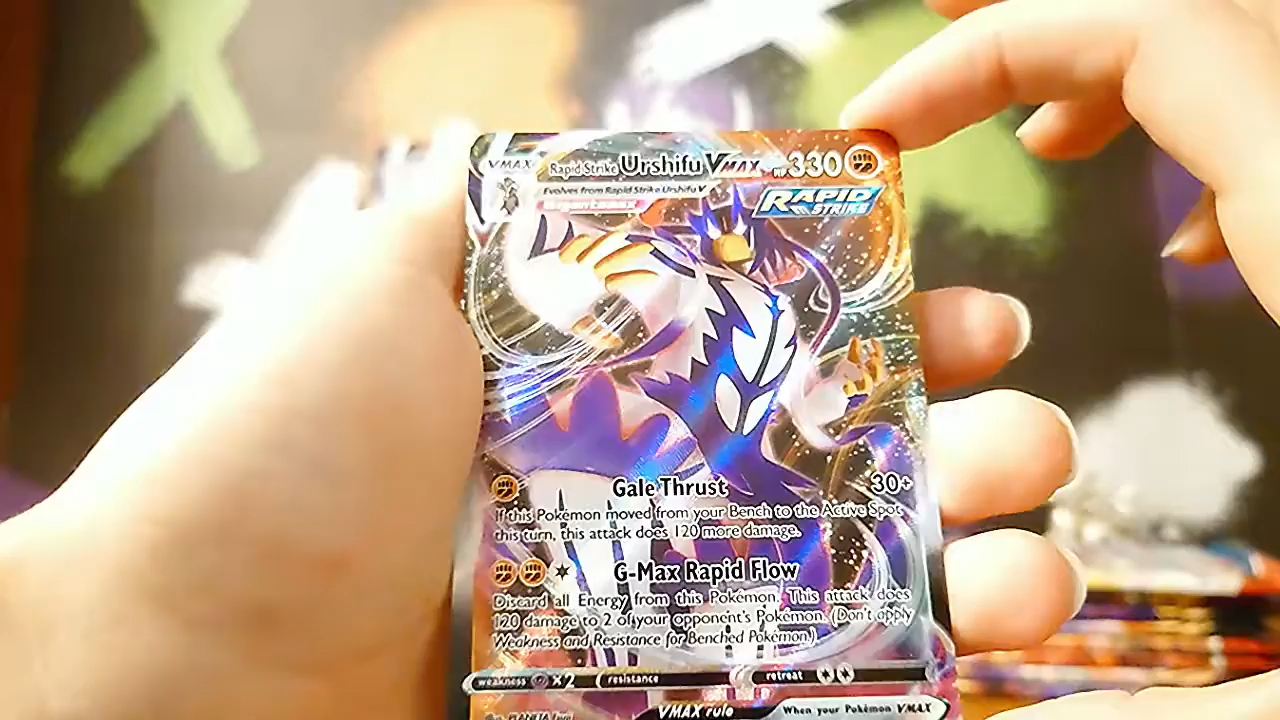 VMAX Rapid Strike Urshifu VMAX HP 330
Evolves from Rapid Strike Urshifu V
Gigantamax
RAPID
STRIKE
Gale Thrust 30+
If this Pokémon moved from your Bench to the Active Spot
this turn, this attack does 120 more damage.
G-Max Rapid Flow
Discard all Energy from this Pokémon. This attack does
120 damage to 2 of your opponent's Pokémon. (Don't apply
Weakness and Resistance for Benched Pokémon.)
weakness ×2 resistance retreat
VMAX rule When your Pokémon VMAX